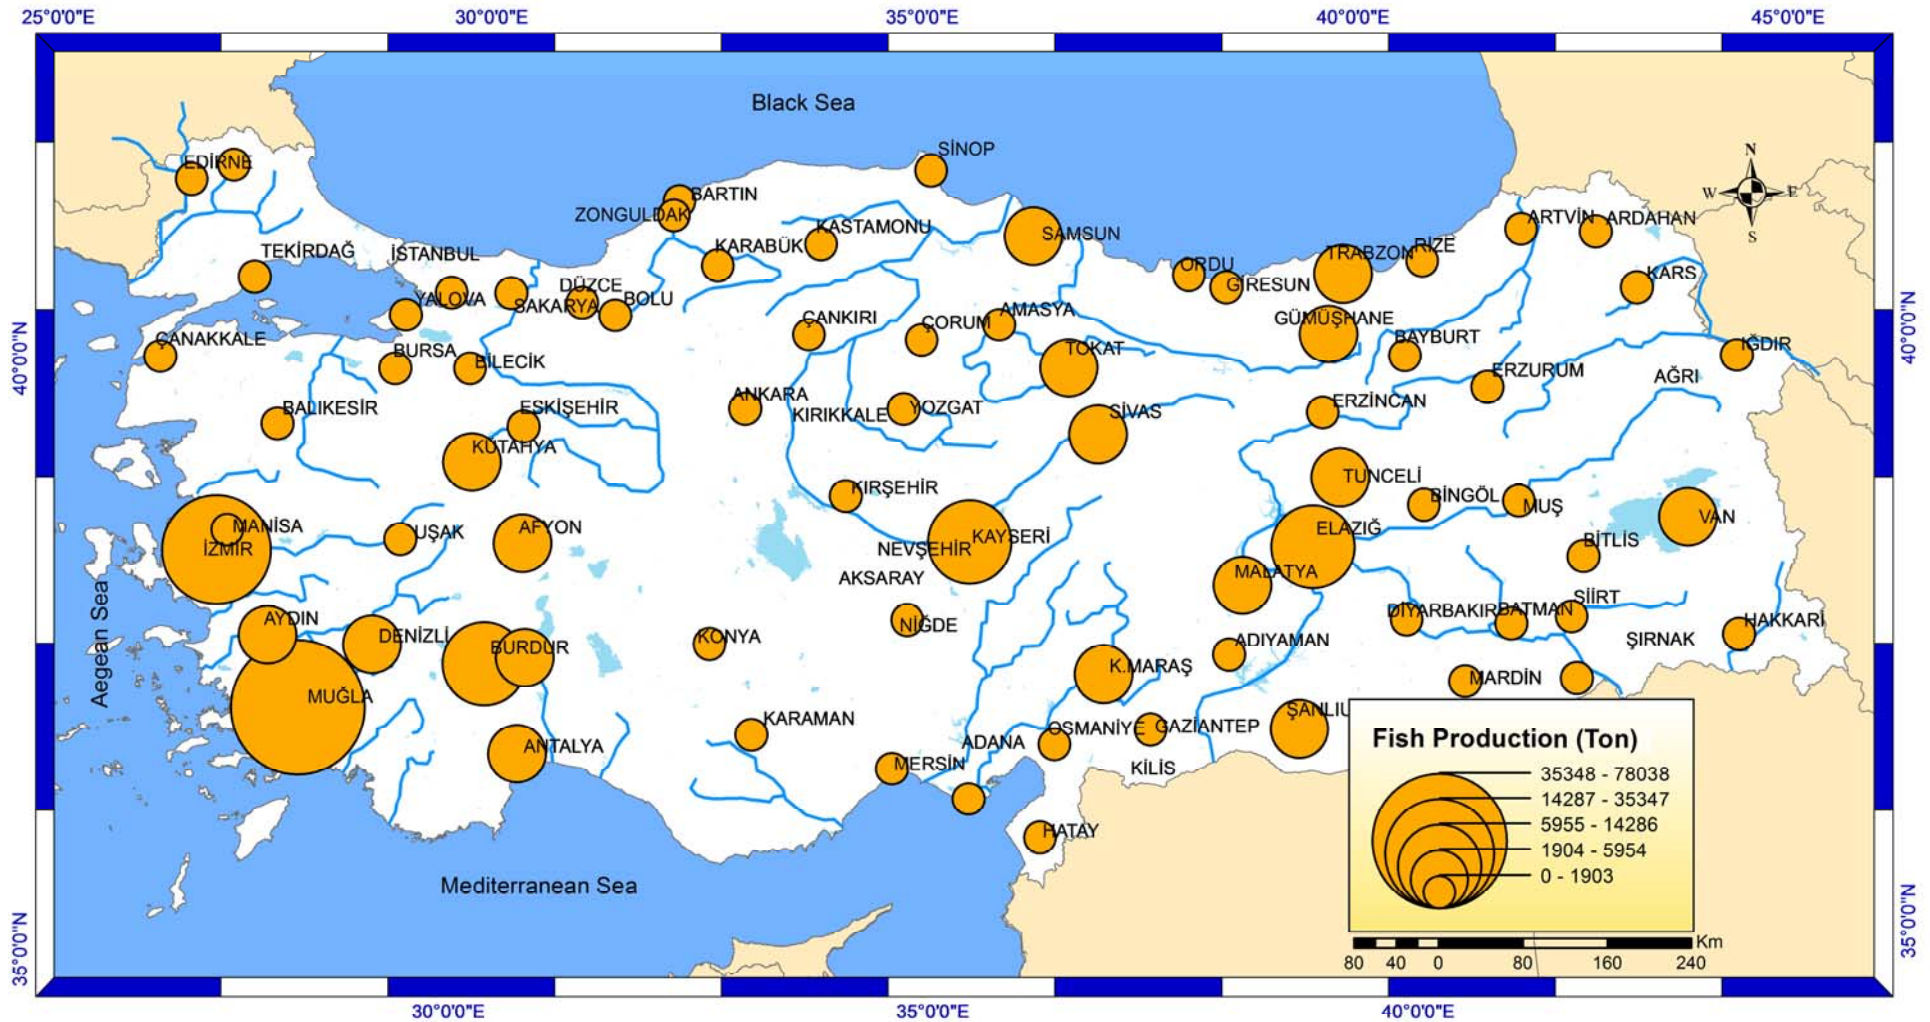 25°0'0"E 30°0'0"E 35°0'0"E 40°0'0"E 45°0'0"E
Black Sea
SİNOP
N
W E
S
EDİRNE
BARTIN
ZONGULDAK
KASTAMONU
SAMSUN
ARTVİN
ARDAHAN
TEKİRDAĞ
İSTANBUL
KARABÜK
TRABZON
RİZE
ORDU
GİRESUN
KARS
DÜZCE
YALOVA
SAKARYA
BOLU
AMASYA
ÇANKIRI
ÇORUM
GÜMÜŞHANE
BAYBURT
IĞDIR
ÇANAKKALE
BURSA
BİLECİK
TOKAT
ERZURUM
AĞRI
40°0'0"N
40°0'0"N
BALIKESİR
ESKİŞEHİR
ANKARA
KIRIKKALE
YOZGAT
SİVAS
ERZİNCAN
KÜTAHYA
TUNCELİ
KIRŞEHİR
BİNGÖL
MUŞ
VAN
MANİSA
İZMİR
UŞAK
AFYON
KAYSERİ
NEVŞEHİR
ELAZIĞ
BİTLİS
AKSARAY
MALATYA
Aegean Sea
AYDIN
DENİZLİ
BURDUR
KONYA
NİĞDE
ADIYAMAN
DİYARBAKIR
BATMAN
SİİRT
ŞIRNAK
HAKKARİ
K.MARAŞ
MARDİN
MUĞLA
ANTALYA
KARAMAN
MERSİN
ADANA
OSMANİYE
GAZİANTEP
KİLİS
ŞANLIU
HATAY
Mediterranean Sea
Fish Production (Ton)
35348 - 78038
14287 - 35347
5955 - 14286
1904 - 5954
0 - 1903
Km
80 40 0 80 160 240
35°0'0"N
35°0'0"N
30°0'0"E 35°0'0"E 40°0'0"E